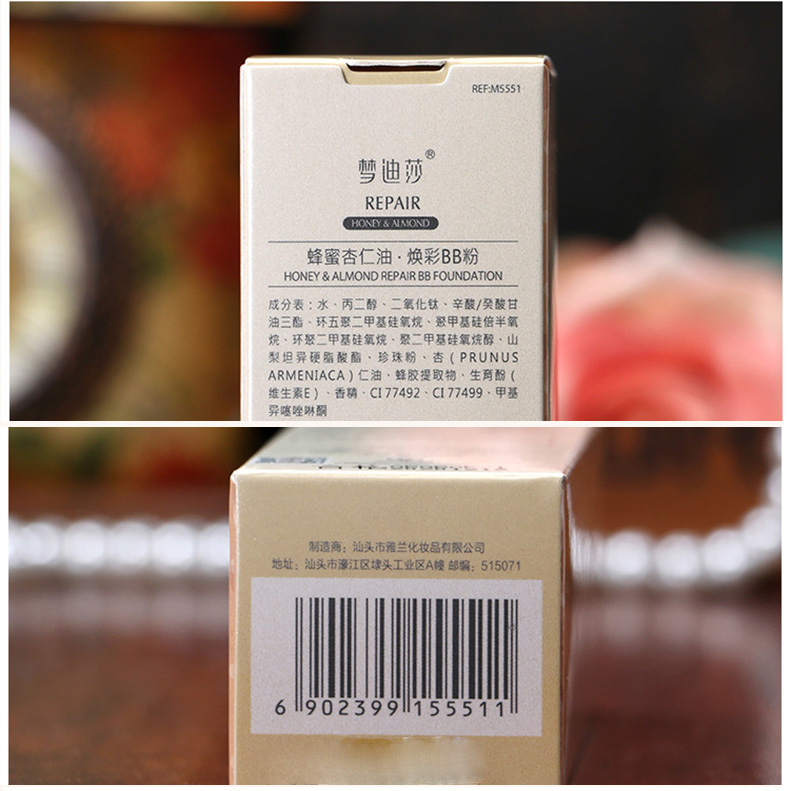 REF:M5551
梦迪莎®
REPAIR
HONEY & ALMOND
蜂蜜杏仁油·焕彩BB粉
HONEY & ALMOND REPAIR BB FOUNDATION
成分表：水、丙二醇、二氧化钛、辛酸/癸酸甘
油三酯、环五聚二甲基硅氧烷、聚甲基硅倍半氧
烷、环聚二甲基硅氧烷、聚二甲基硅氧烷醇、山
梨坦异硬脂酸酯、珍珠粉、杏(PRUNUS
ARMENIACA)仁油、蜂胶提取物、生育酚(
维生素E)、香精、CI 77492、CI 77499、甲基
异噻唑啉酮
制造商：汕头市雅兰化妆品有限公司
地址：汕头市濠江区埭头工业区A幢 邮编：515071
6 902399 155511